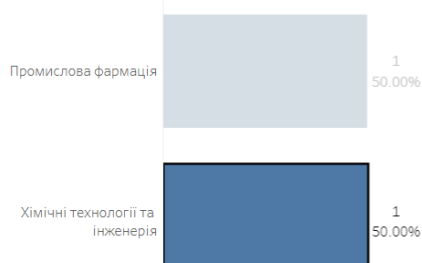 Промислова фармація
1
50.00%
Хімічні технології та
інженерія
1
50.00%